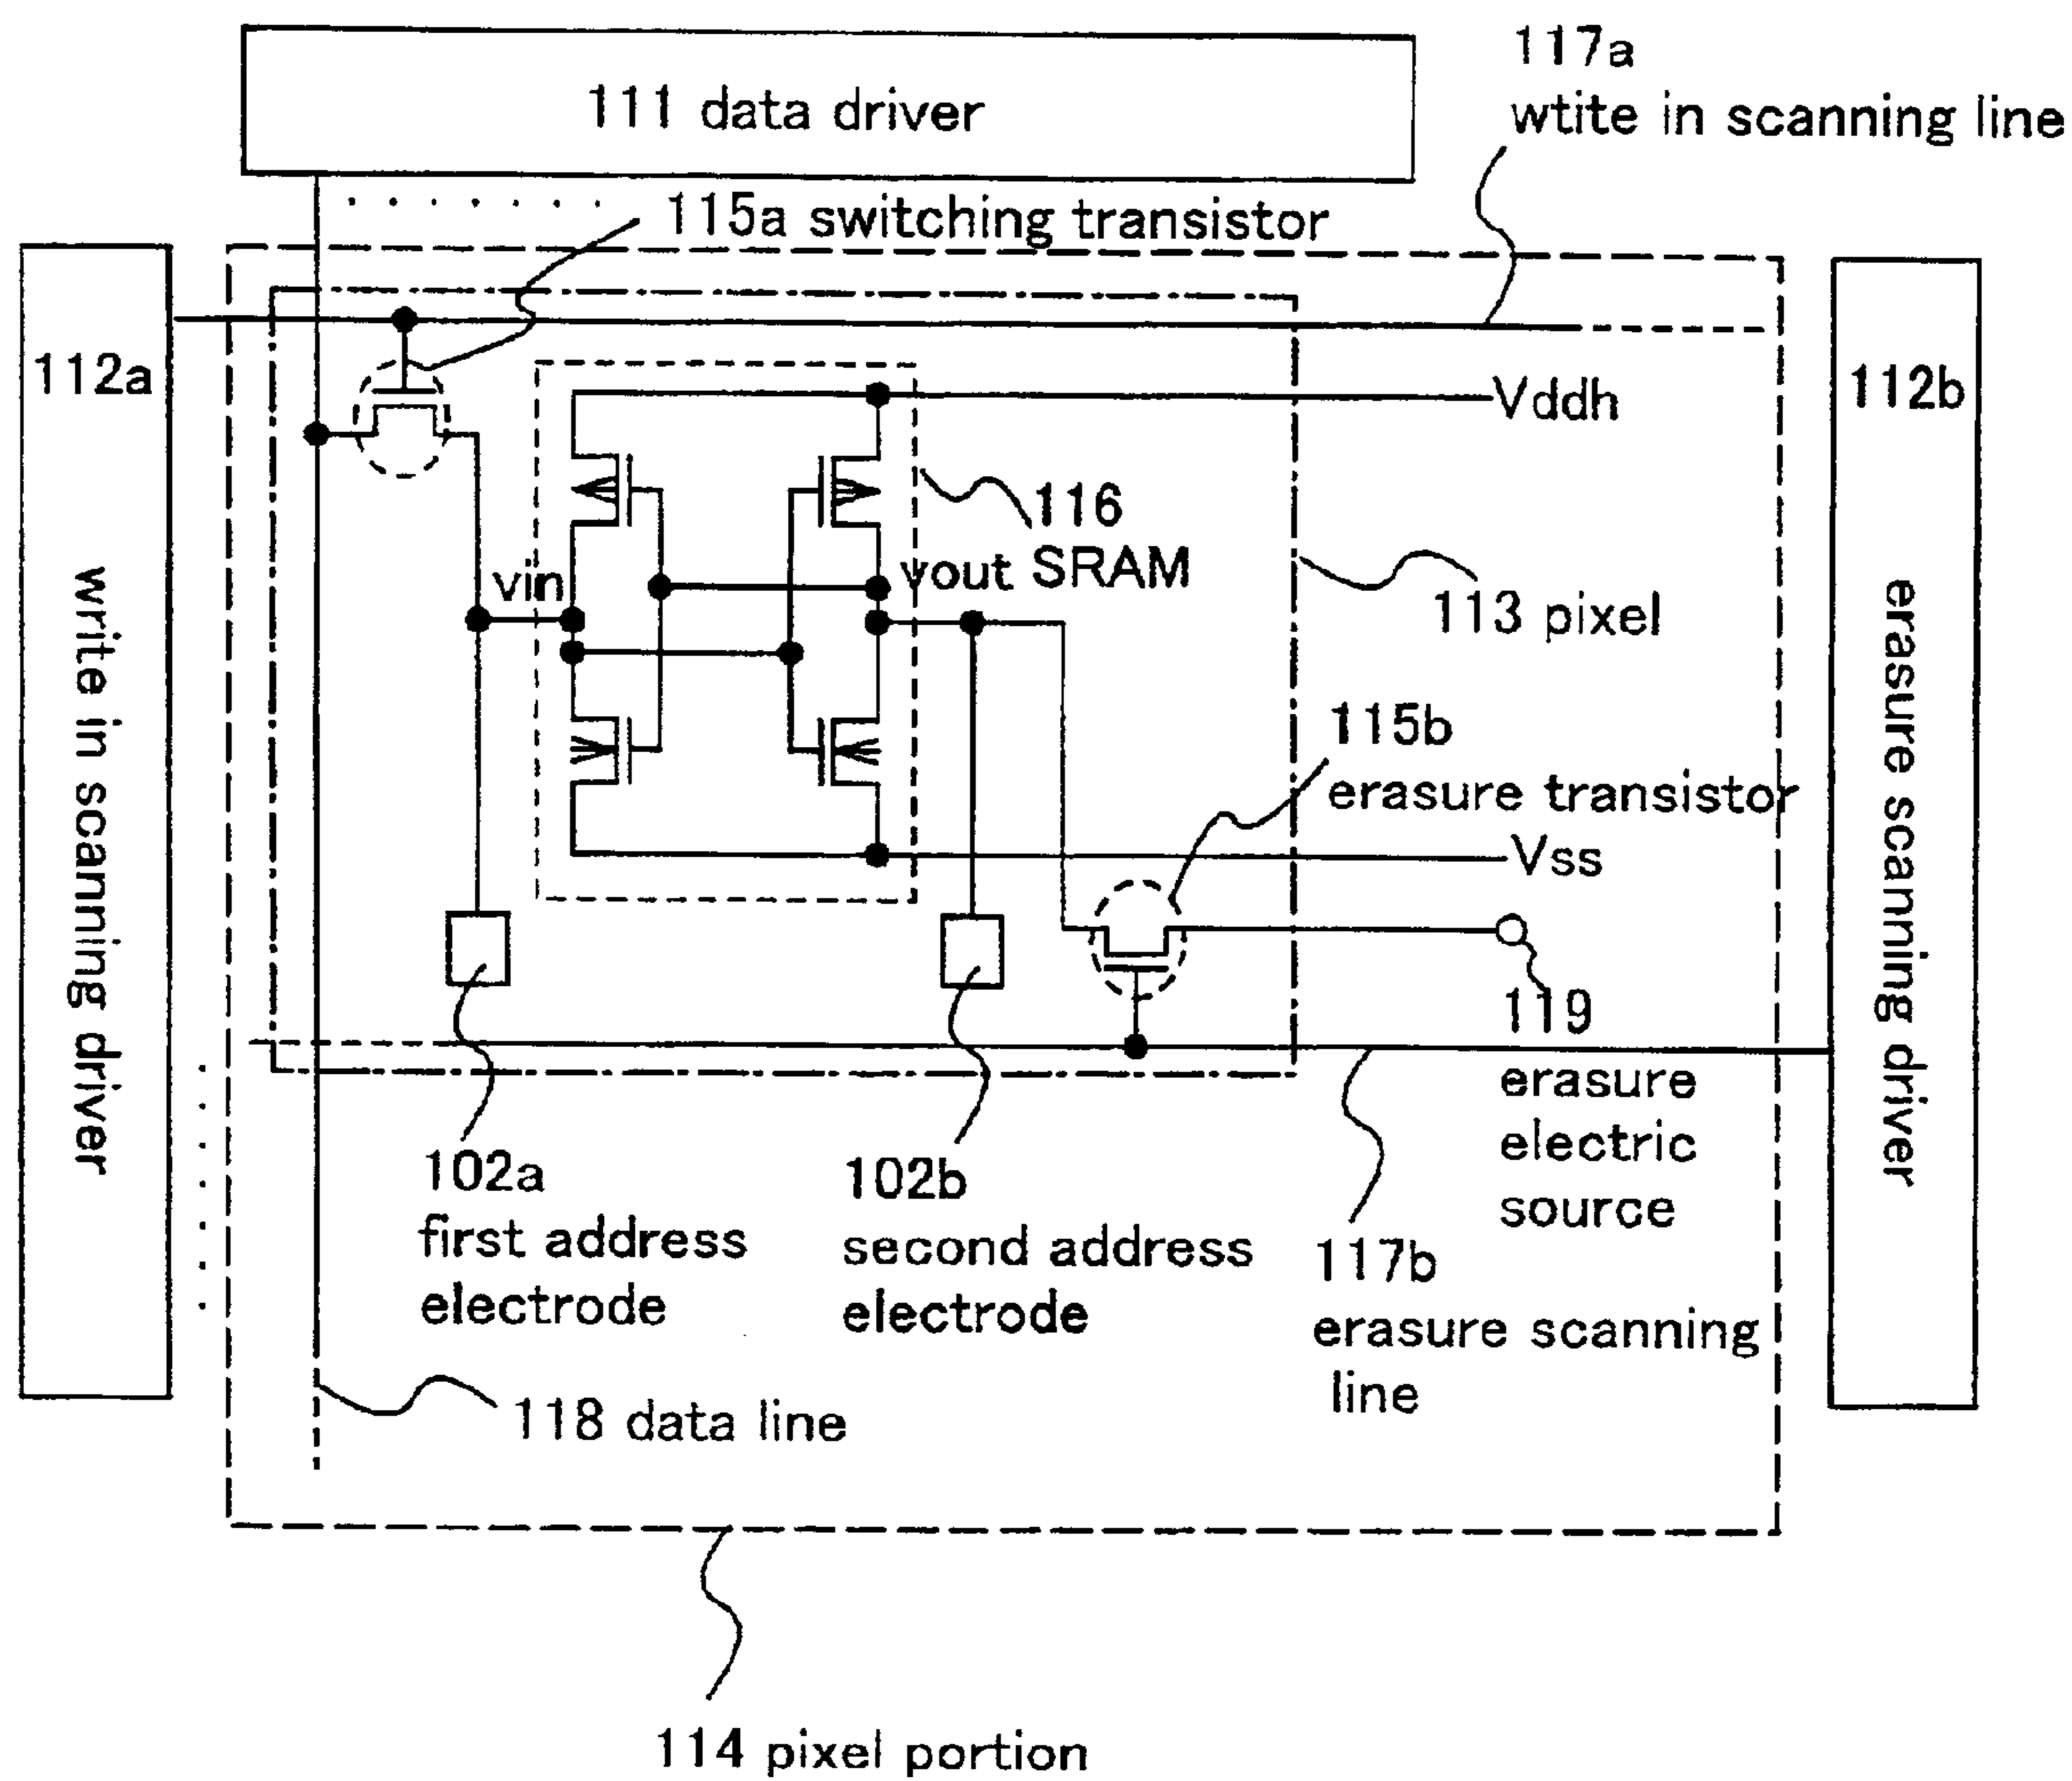 111 data driver
117a
wtite in scanning line
115a switching transistor
112a
write in scanning driver
Vddh
112b
erasure scanning driver
116
SRAM
vin
vout
113 pixel
115b
erasure transistor
Vss
119
erasure
electric
source
102a
first address
electrode
102b
second address
electrode
117b
erasure scanning
line
118 data line
114 pixel portion